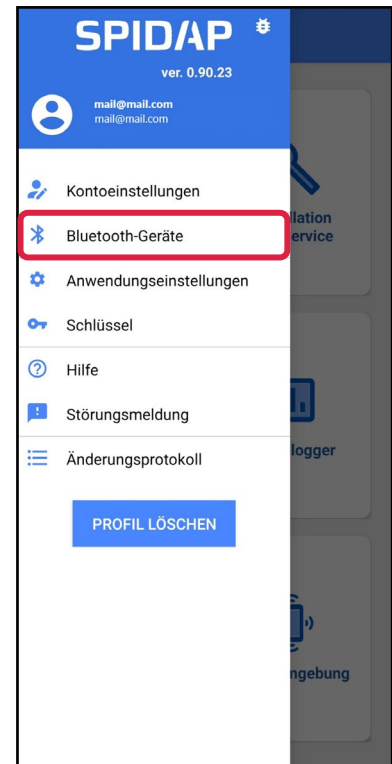 SPIDAP
ver. 0.90.23
mail@mail.com
mail@mail.com
Kontoeinstellungen
Bluetooth-Geräte
Anwendungseinstellungen
Schlüssel
Hilfe
Störungsmeldung
Änderungsprotokoll
PROFIL LÖSCHEN
lation
ervice
logger
ngebung